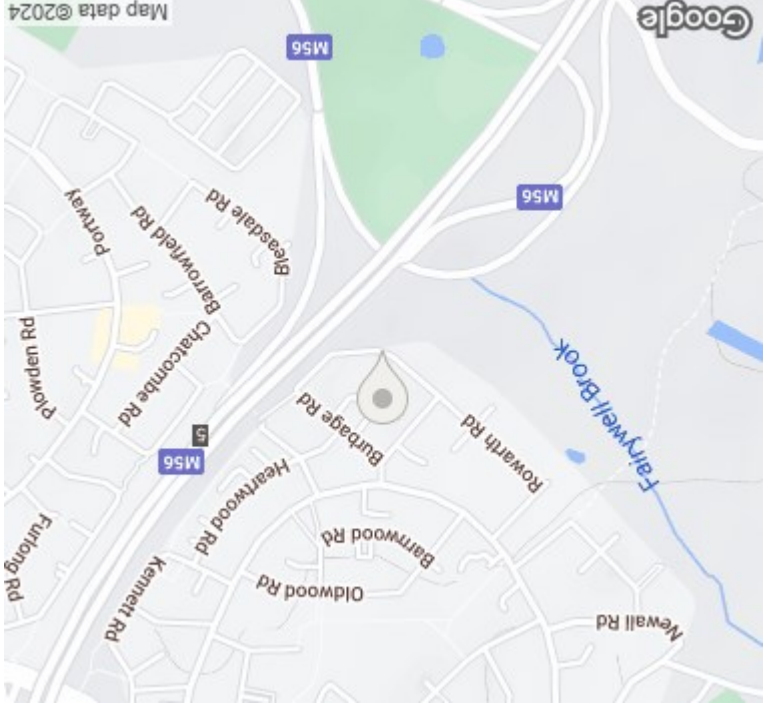 Newall Rd
Kennett Rd
Oldwood Rd
Furlong Rd
Barnwood Rd
Heartwood Rd
M56
5
Rowarth Rd
Burbage Rd
Fairywell Brook
Chatcombe Rd
Plowden Rd
Barrowfield Rd
Bleasdale Rd
Portway
M56
M56
Google
Map data ©2024